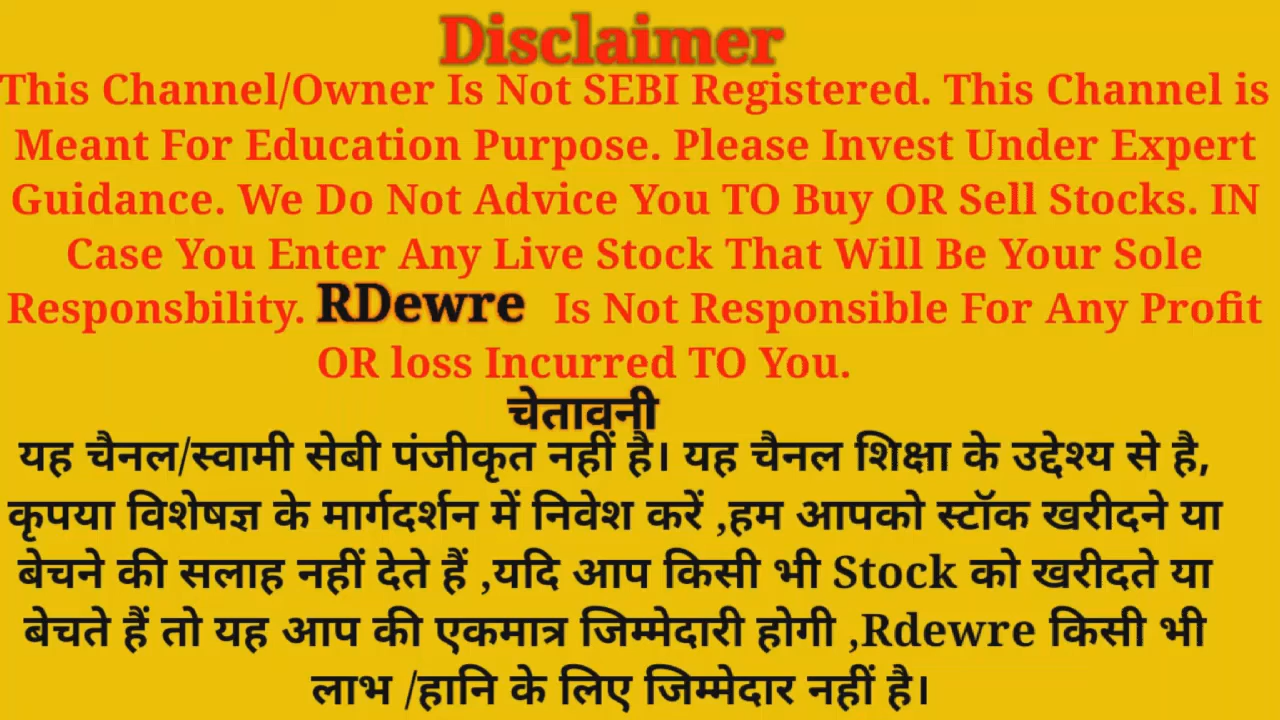 Disclaimer
This Channel/Owner Is Not SEBI Registered. This Channel is
Meant For Education Purpose. Please Invest Under Expert
Guidance. We Do Not Advice You TO Buy OR Sell Stocks. IN
Case You Enter Any Live Stock That Will Be Your Sole
Responsbility. RDewre Is Not Responsible For Any Profit
OR loss Incurred TO You.
चेतावनी
यह चैनल/स्वामी सेबी पंजीकृत नहीं है। यह चैनल शिक्षा के उद्देश्य से है,
कृपया विशेषज्ञ के मार्गदर्शन में निवेश करें ,हम आपको स्टॉक खरीदने या
बेचने की सलाह नहीं देते हैं ,यदि आप किसी भी Stock को खरीदते या
बेचते हैं तो यह आप की एकमात्र जिम्मेदारी होगी ,Rdewre किसी भी
लाभ /हानि के लिए जिम्मेदार नहीं है।